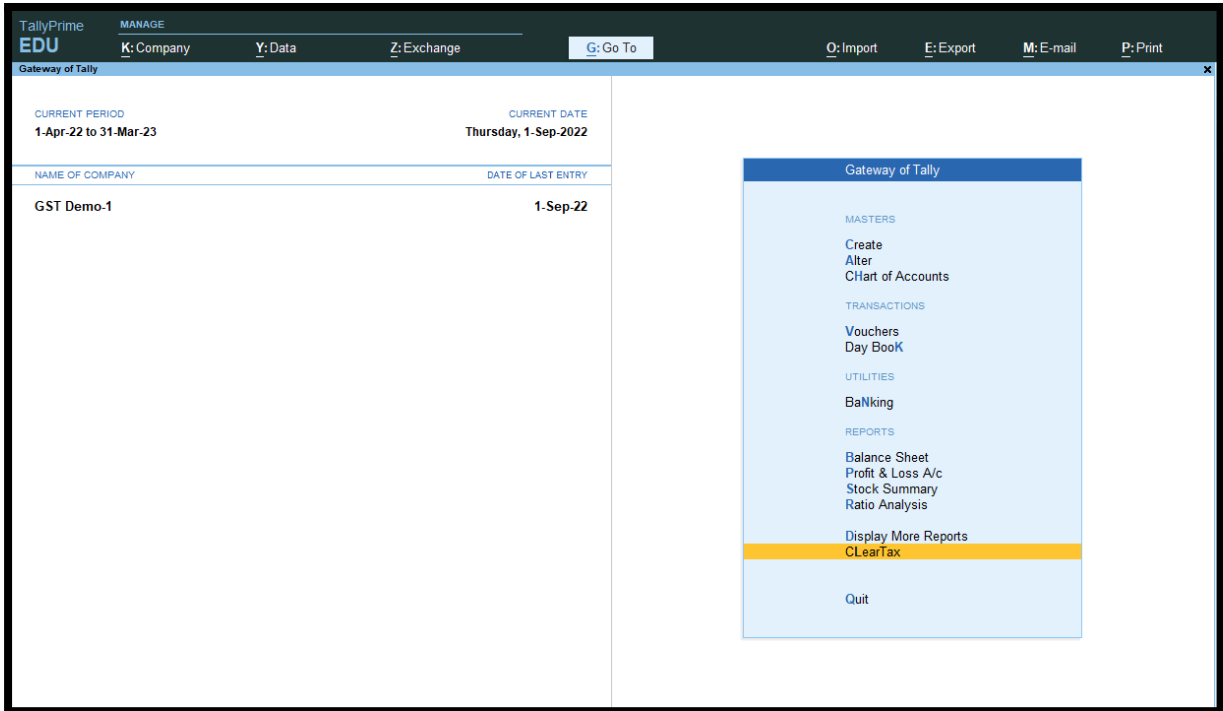 TallyPrime
EDU
MANAGE
K: Company Y: Data Z: Exchange G: Go To O: Import E: Export M: E-mail P: Print
Gateway of Tally x
CURRENT PERIOD CURRENT DATE
1-Apr-22 to 31-Mar-23 Thursday, 1-Sep-2022
NAME OF COMPANY DATE OF LAST ENTRY
GST Demo-1 1-Sep-22
Gateway of Tally
MASTERS
Create
Alter
CHart of Accounts
TRANSACTIONS
Vouchers
Day BooK
UTILITIES
BaNking
REPORTS
Balance Sheet
Profit & Loss A/c
Stock Summary
Ratio Analysis
Display More Reports
CLearTax
Quit